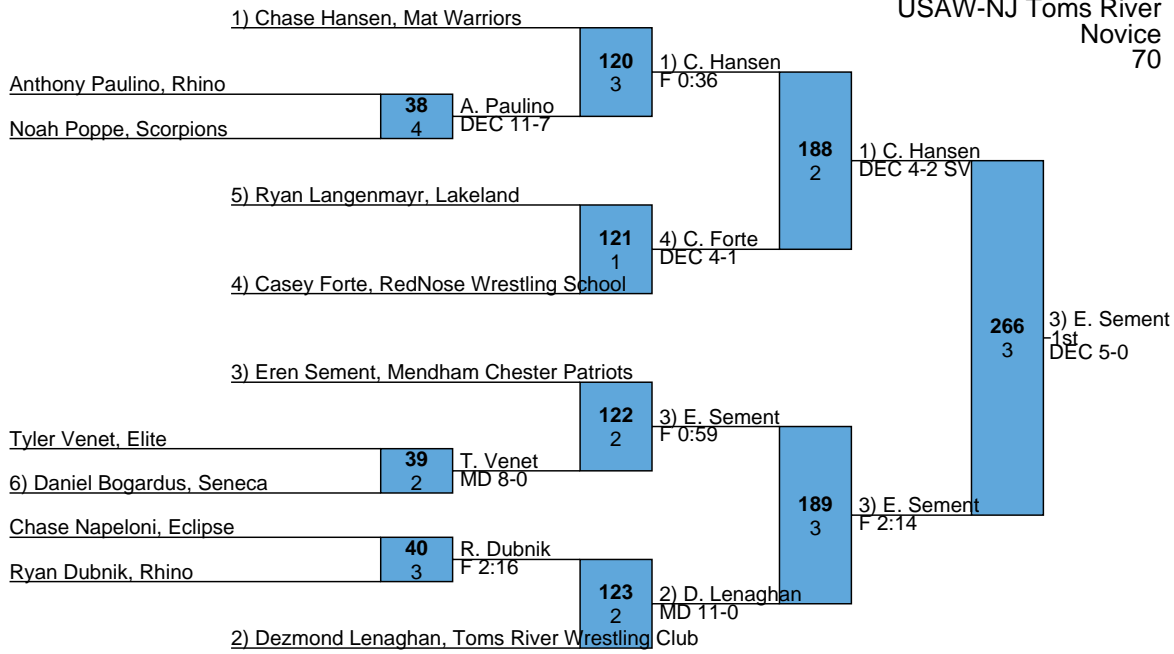 USAW-NJ Toms River
Novice
70
1) Chase Hansen, Mat Warriors
120
3
1) C. Hansen
F 0:36
Anthony Paulino, Rhino
38
4
A. Paulino
DEC 11-7
Noah Poppe, Scorpions
188
2
1) C. Hansen
DEC 4-2 SV
5) Ryan Langenmayr, Lakeland
121
1
4) C. Forte
DEC 4-1
4) Casey Forte, RedNose Wrestling School
266
3
3) E. Sement
1st
DEC 5-0
3) Eren Sement, Mendham Chester Patriots
122
2
3) E. Sement
F 0:59
Tyler Venet, Elite
39
2
T. Venet
MD 8-0
6) Daniel Bogardus, Seneca
189
3
3) E. Sement
F 2:14
Chase Napeloni, Eclipse
40
3
R. Dubnik
F 2:16
Ryan Dubnik, Rhino
123
2
2) D. Lenaghan
MD 11-0
2) Dezmond Lenaghan, Toms River Wrestling Club